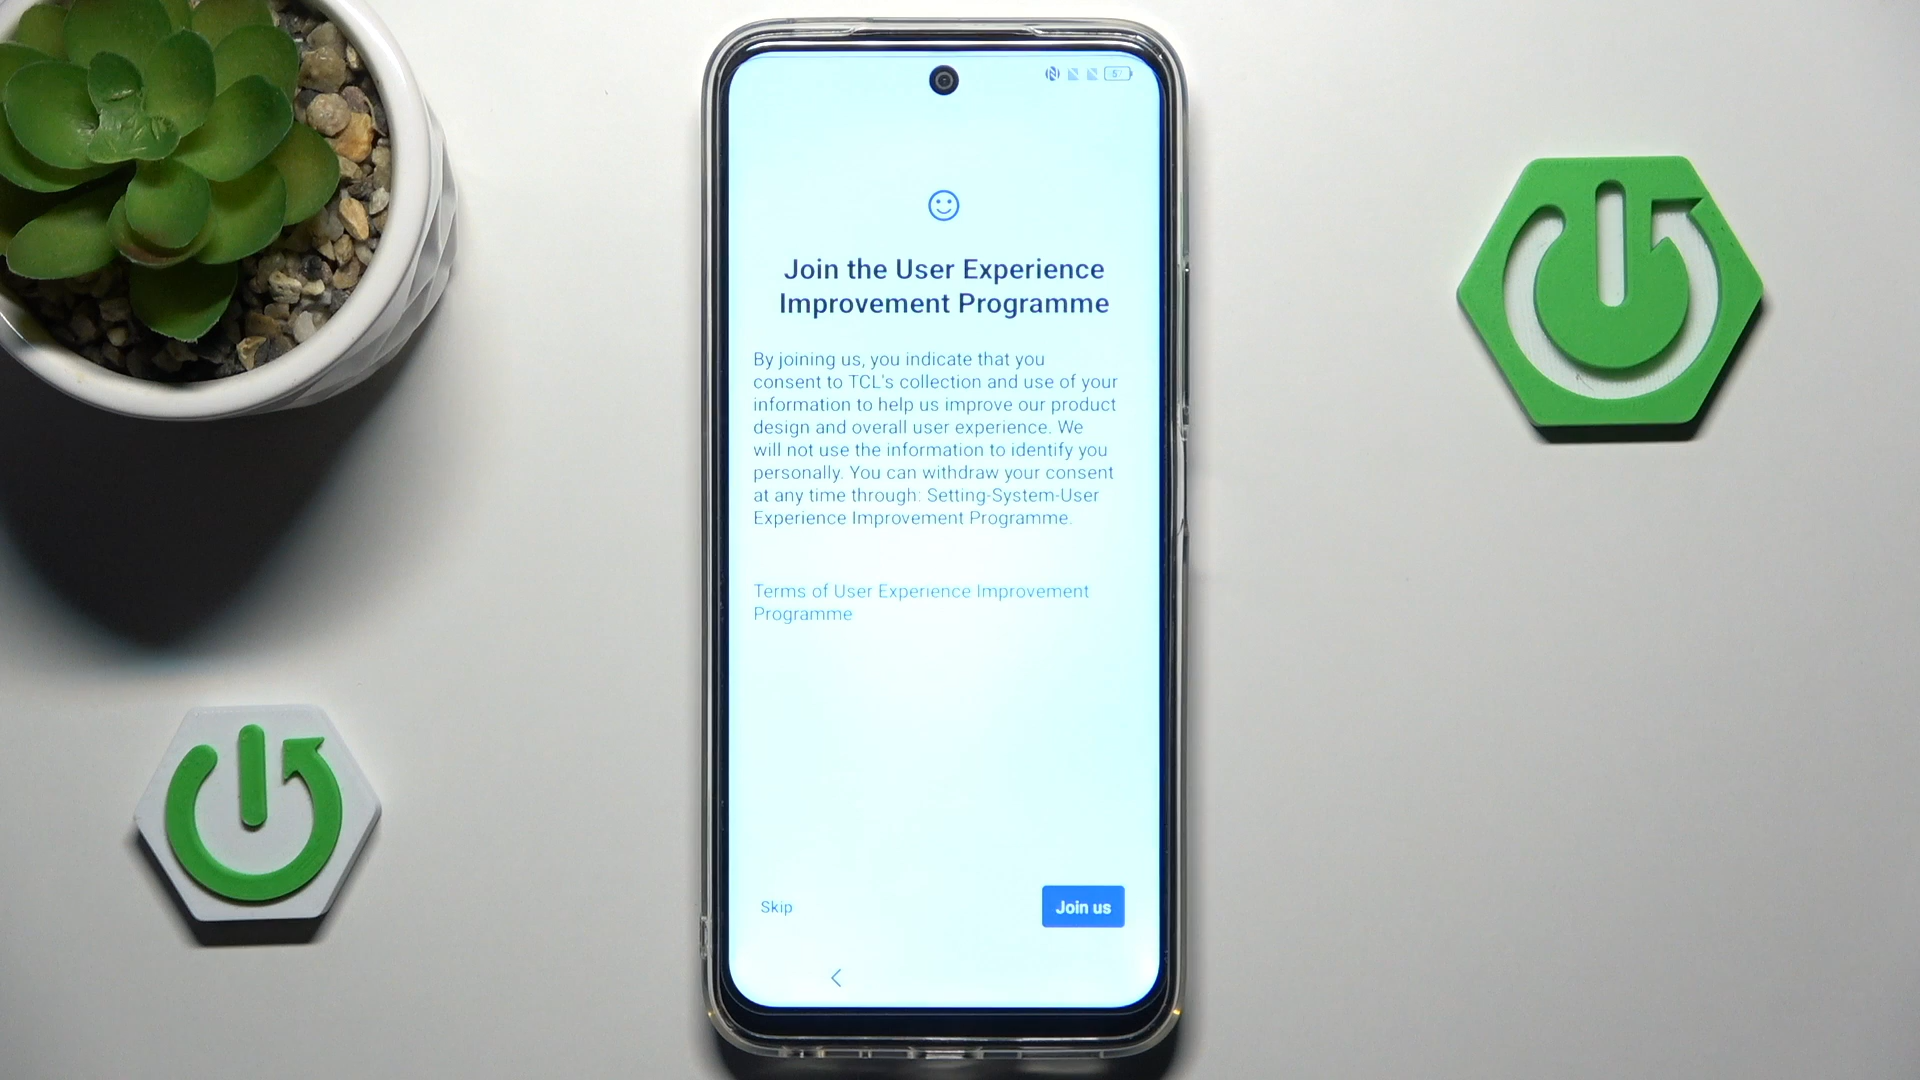 Join the User Experience
Improvement Programme
By joining us, you indicate that you
consent to TCL's collection and use of your
information to help us improve our product
design and overall user experience. We
will not use the information to identify you
personally. You can withdraw your consent
at any time through: Setting-System-User
Experience Improvement Programme.
Terms of User Experience Improvement
Programme
Skip
Join us